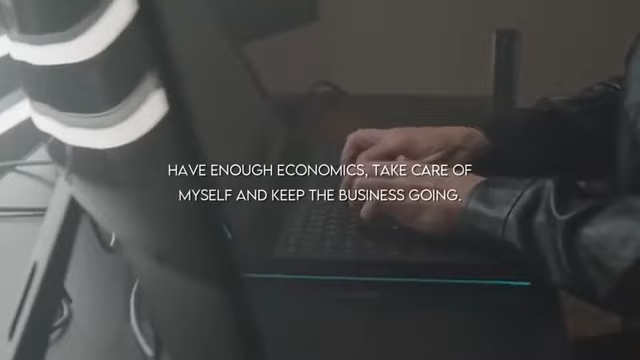 HAVE ENOUGH ECONOMICS, TAKE CARE OF
MYSELF AND KEEP THE BUSINESS GOING.